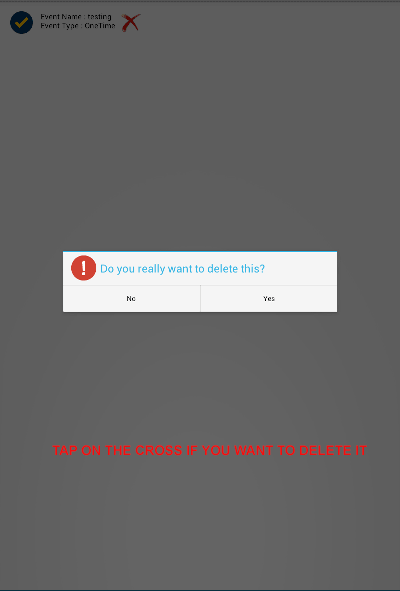 Event Name : testing
Event Type : OneTime
Do you really want to delete this?
No
Yes
TAP ON THE CROSS IF YOU WANT TO DELETE IT